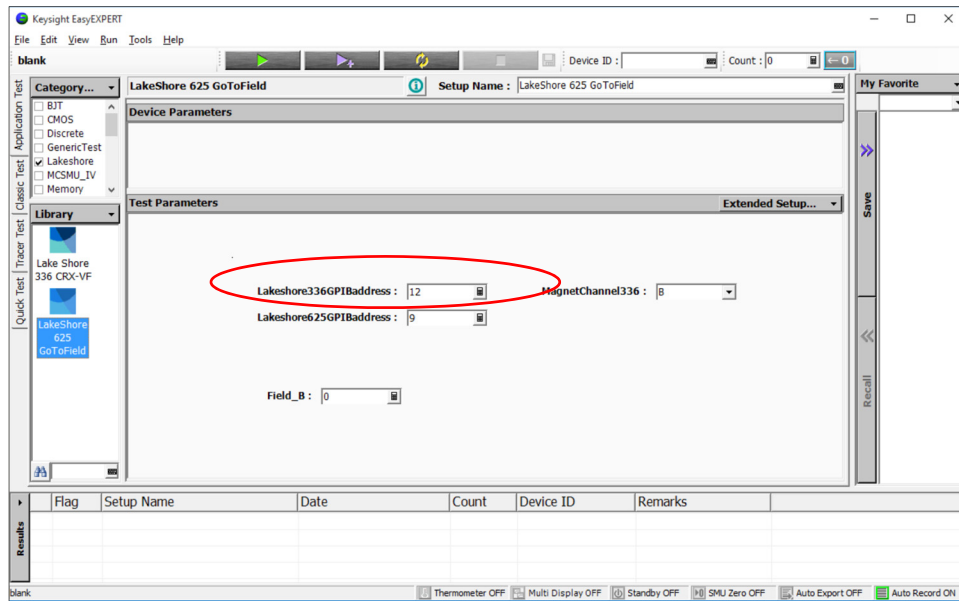 Keysight EasyEXPERT
File Edit View Run Tools Help
blank
Device ID :
Count : 0
← 0
Application Test
Classic Test
Tracer Test
Quick Test
Category...
BJT
CMOS
Discrete
GenericTest
Lakeshore
MCSMU_IV
Memory
Library
Lake Shore
336 CRX-VF
LakeShore
625
GoToField
LakeShore 625 GoToField
Setup Name : LakeShore 625 GoToField
Device Parameters
Test Parameters
Extended Setup...
Lakeshore336GPIBaddress : 12
MagnetChannel336 : B
Lakeshore625GPIBaddress : 9
Field_B : 0
My Favorite
Save
Recall
Results
Flag Setup Name Date Count Device ID Remarks
blank
Thermometer OFF Multi Display OFF Standby OFF SMU Zero OFF Auto Export OFF Auto Record ON